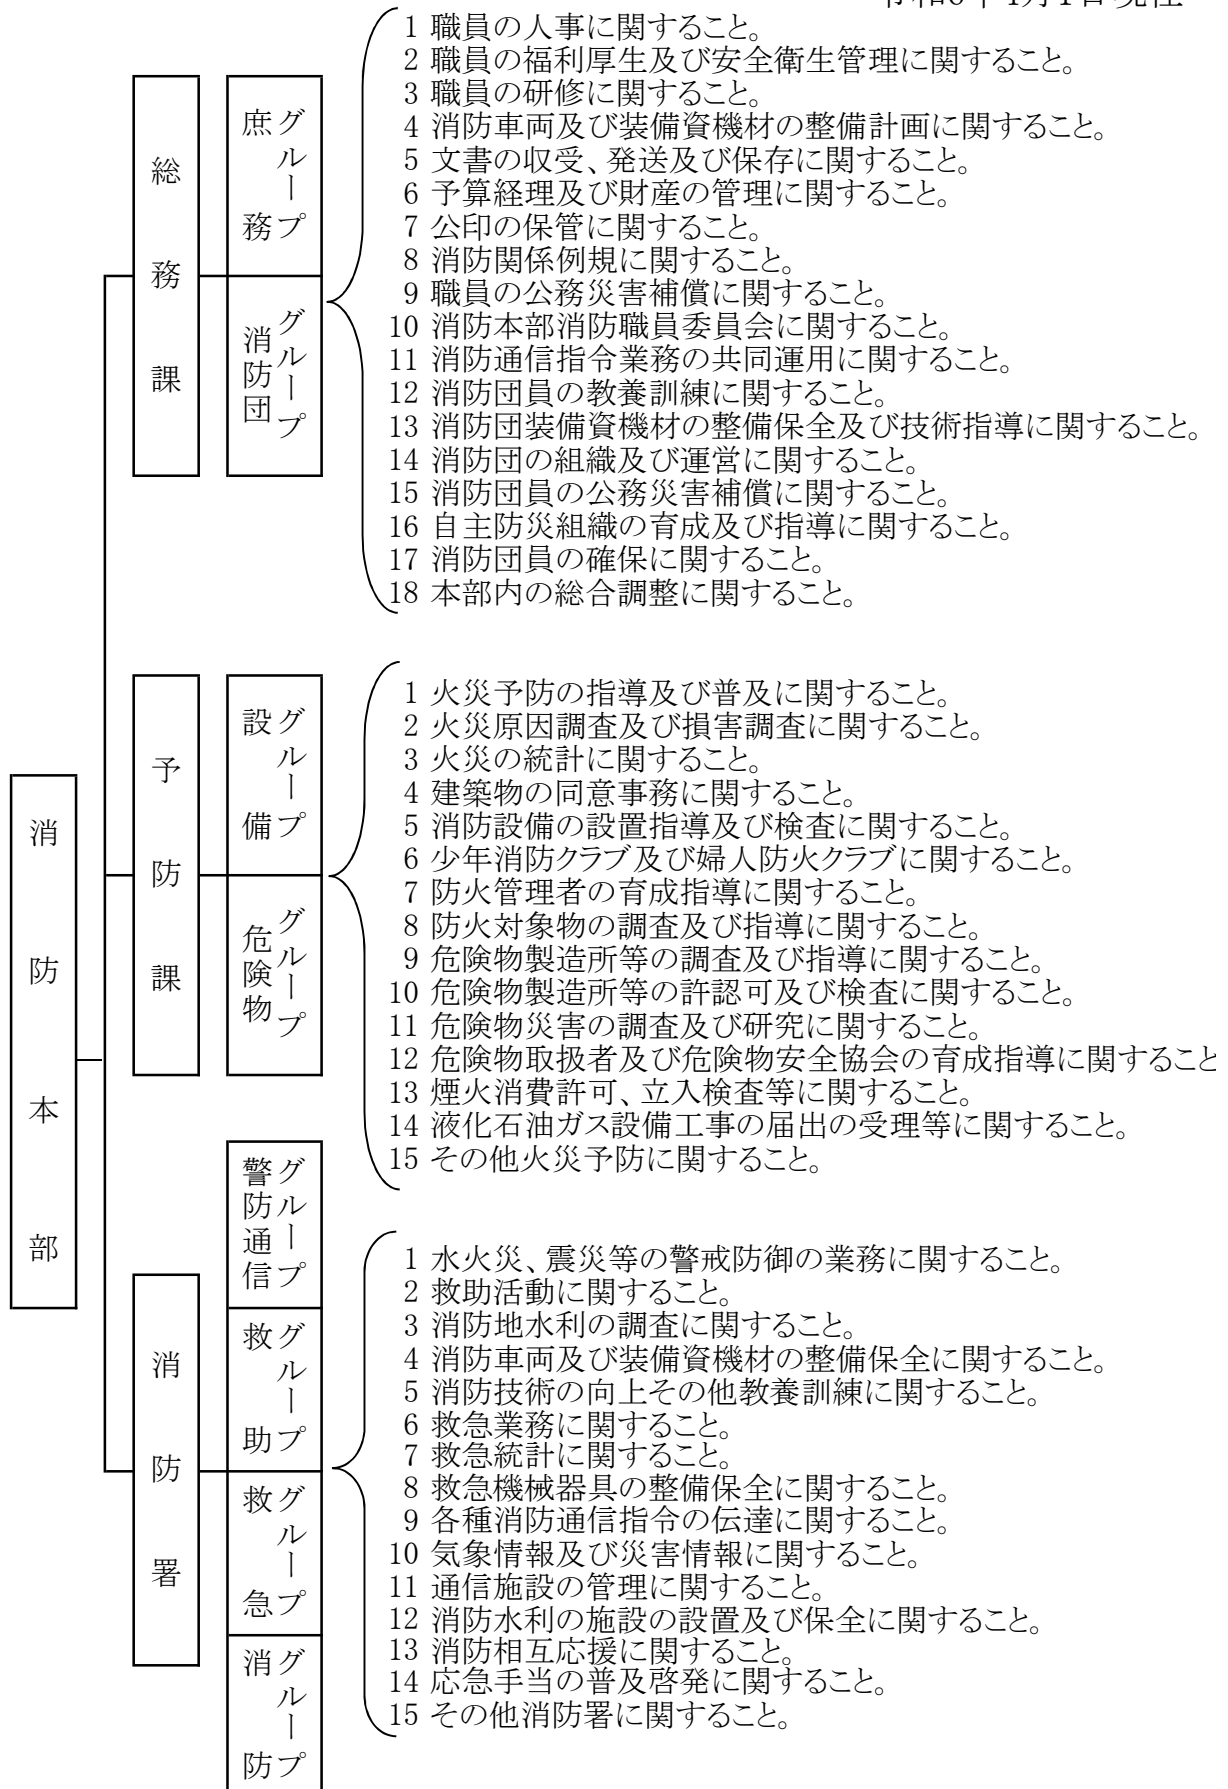 1 職員の人事に関すること。
2 職員の福利厚生及び安全衛生管理に関すること。
3 職員の研修に関すること。
4 消防車両及び装備資機材の整備計画に関すること。
5 文書の収受、発送及び保存に関すること。
6 予算経理及び財産の管理に関すること。
7 公印の保管に関すること。
8 消防関係例規に関すること。
9 職員の公務災害補償に関すること。
10 消防本部消防職員委員会に関すること。
11 消防通信指令業務の共同運用に関すること。
12 消防団員の教養訓練に関すること。
13 消防団装備資機材の整備保全及び技術指導に関すること。
14 消防団の組織及び運営に関すること。
15 消防団員の公務災害補償に関すること。
16 自主防災組織の育成及び指導に関すること。
17 消防団員の確保に関すること。
18 本部内の総合調整に関すること。
総務課
庶務
グループ
消防団
グループ
1 火災予防の指導及び普及に関すること。
2 火災原因調査及び損害調査に関すること。
3 火災の統計に関すること。
4 建築物の同意事務に関すること。
5 消防設備の設置指導及び検査に関すること。
6 少年消防クラブ及び婦人防火クラブに関すること。
7 防火管理者の育成指導に関すること。
8 防火対象物の調査及び指導に関すること。
9 危険物製造所等の調査及び指導に関すること。
10 危険物製造所等の許認可及び検査に関すること。
11 危険物災害の調査及び研究に関すること。
12 危険物取扱者及び危険物安全協会の育成指導に関すること
13 煙火消費許可、立入検査等に関すること。
14 液化石油ガス設備工事の届出の受理等に関すること。
15 その他火災予防に関すること。
予防課
設備
グループ
危険物
グループ
消防本部
1 水火災、震災等の警戒防御の業務に関すること。
2 救助活動に関すること。
3 消防地水利の調査に関すること。
4 消防車両及び装備資機材の整備保全に関すること。
5 消防技術の向上その他教養訓練に関すること。
6 救急業務に関すること。
7 救急統計に関すること。
8 救急機械器具の整備保全に関すること。
9 各種消防通信指令の伝達に関すること。
10 気象情報及び災害情報に関すること。
11 通信施設の管理に関すること。
12 消防水利の施設の設置及び保全に関すること。
13 消防相互応援に関すること。
14 応急手当の普及啓発に関すること。
15 その他消防署に関すること。
消防署
警防通信
グループ
救助
グループ
救急
グループ
消防
グループ